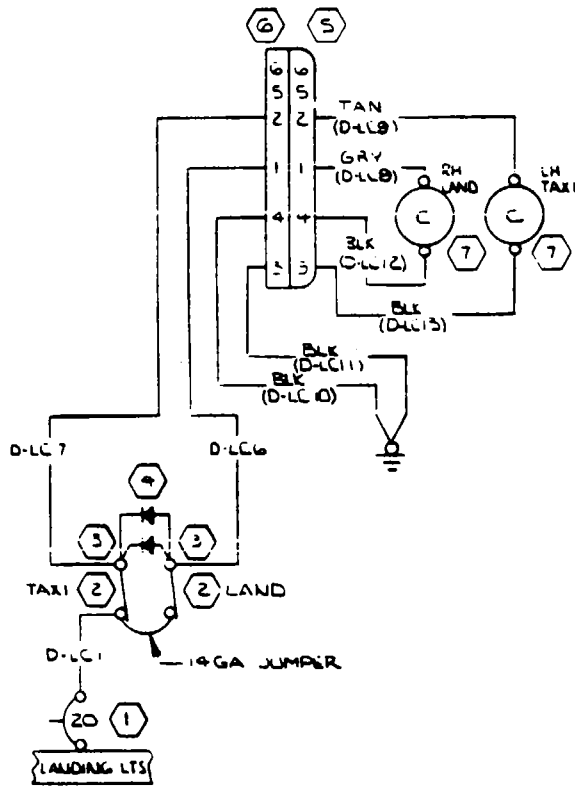 6 5
6 6
5 5
2 2
TAN
(D-LC9)
1 1
GRY
(D-LC8)
RH
LAND
LH
TAXI
C
C
4 4
BLK
(D-LC12)
7
7
3 3
BLK
(D-LC13)
BLK
(D-LC11)
BLK
(D-LC10)
D-LC7
D-LC6
4
3
3
TAXI 2
2 LAND
D-LC1
14GA JUMPER
20
1
LANDING LTS